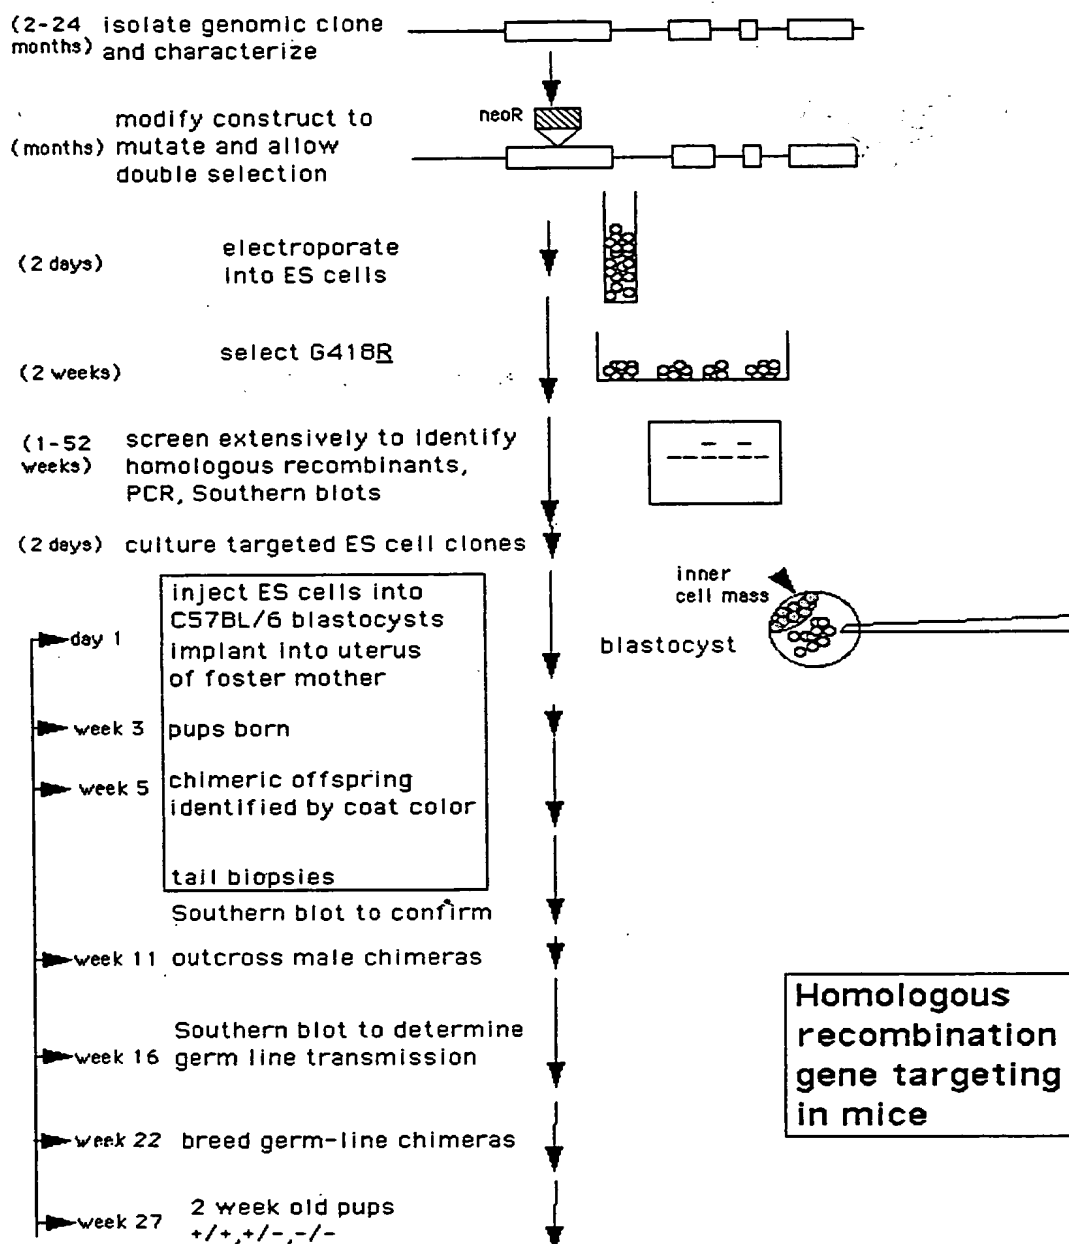 (2-24 isolate genomic clone
months) and characterize
neoR
modify construct to
(months) mutate and allow
double selection
(2 days) electroporate
into ES cells
select G418R
(2 weeks)
(1-52 screen extensively to identify
weeks) homologous recombinants,
PCR, Southern blots
(2 days) culture targeted ES cell clones
inner
cell mass
blastocyst
inject ES cells into
C57BL/6 blastocysts
day 1 implant into uterus
of foster mother
week 3 pups born
week 5 chimeric offspring
identified by coat color
tail biopsies
Southern blot to confirm
week 11 outcross male chimeras
Southern blot to determine
week 16 germ line transmission
week 22 breed germ-line chimeras
week 27 2 week old pups
+/+,+/-,-/-
Homologous
recombination
gene targeting
in mice